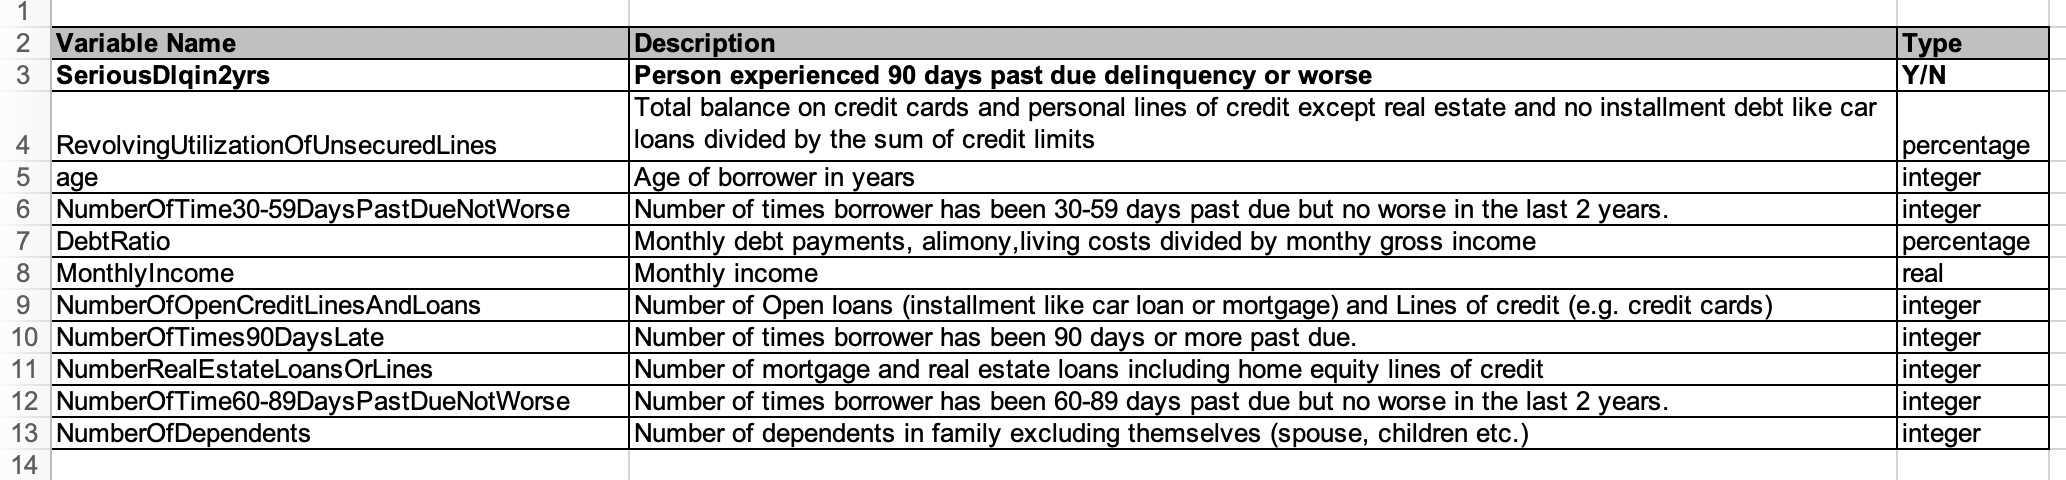 1
2 Variable Name Description Type
3 SeriousDlqin2yrs Person experienced 90 days past due delinquency or worse Y/N
Total balance on credit cards and personal lines of credit except real estate and no installment debt like car
4 RevolvingUtilizationOfUnsecuredLines loans divided by the sum of credit limits percentage
5 age Age of borrower in years integer
6 NumberOfTime30-59DaysPastDueNotWorse Number of times borrower has been 30-59 days past due but no worse in the last 2 years. integer
7 DebtRatio Monthly debt payments, alimony,living costs divided by monthy gross income percentage
8 MonthlyIncome Monthly income real
9 NumberOfOpenCreditLinesAndLoans Number of Open loans (installment like car loan or mortgage) and Lines of credit (e.g. credit cards) integer
10 NumberOfTimes90DaysLate Number of times borrower has been 90 days or more past due. integer
11 NumberRealEstateLoansOrLines Number of mortgage and real estate loans including home equity lines of credit integer
12 NumberOfTime60-89DaysPastDueNotWorse Number of times borrower has been 60-89 days past due but no worse in the last 2 years. integer
13 NumberOfDependents Number of dependents in family excluding themselves (spouse, children etc.) integer
14